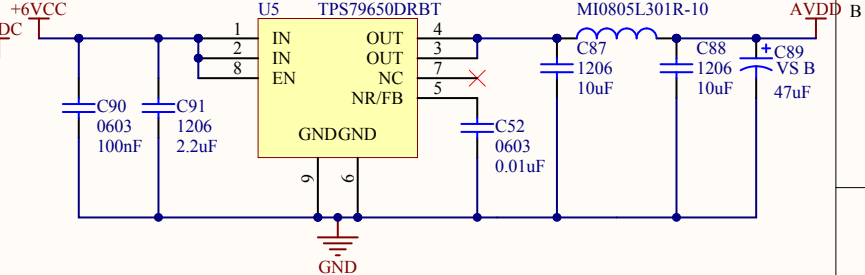 +6VCC
U5
TPS79650DRBT
MI0805L301R-10
AVDD
B
DC
1
IN
OUT
4
2
IN
OUT
3
8
EN
NC
7
NR/FB
5
GND
GND
9
6
C90
0603
100nF
C91
1206
2.2uF
C52
0603
0.01uF
C87
1206
10uF
C88
1206
10uF
+
C89
VS B
47uF
GND